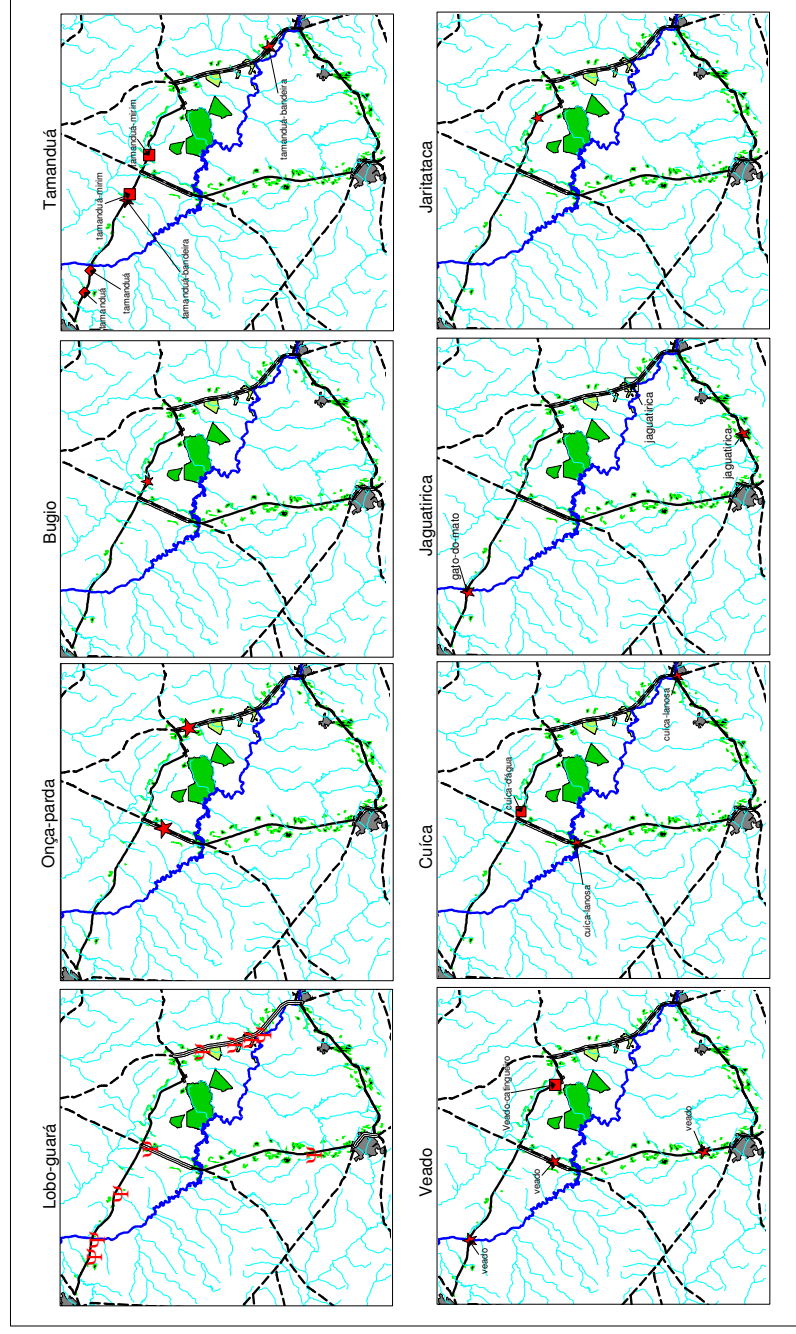 Lobo-guará
Onça-parda
Bugio
Tamanduá
tamanduá
tamanduá
tamanduá-mirim
tamanduá-bandeira
tamanduá-mirim
tamanduá-bandeira
Veado
veado
veado
Veado-catingueiro
veado
Cuíca
cuíca-lanosa
cuíca-d'água
cuíca-lanosa
Jaguatirica
gato-do-mato
jaguatirica
jaguatirica
Jaritataca